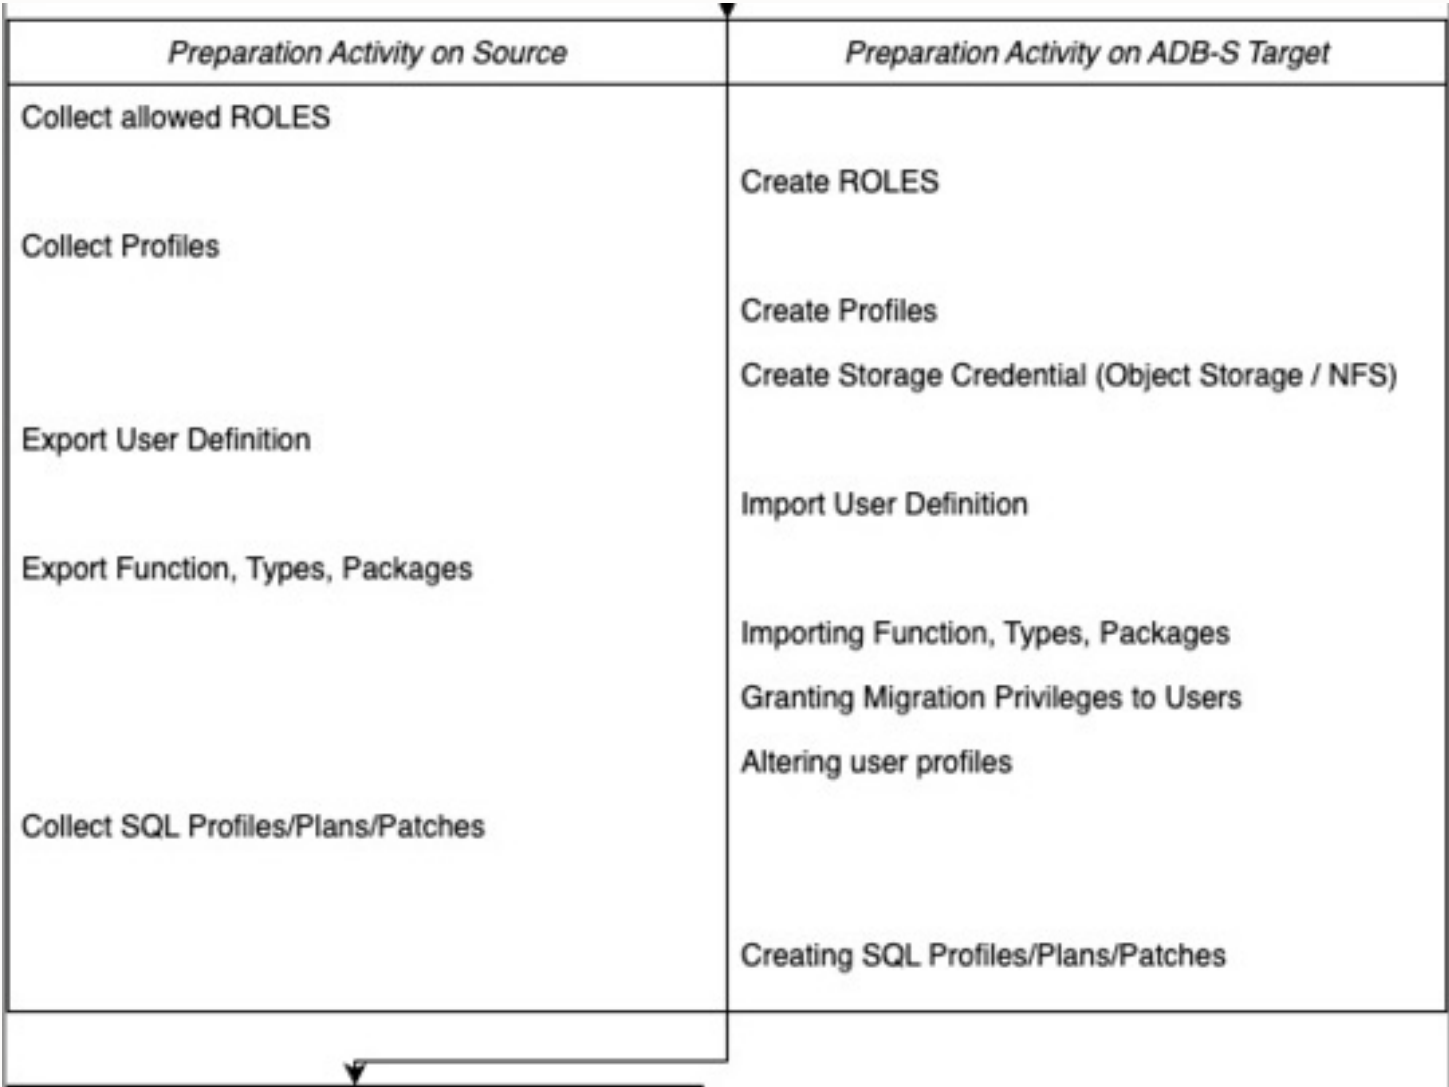 Preparation Activity on Source
Preparation Activity on ADB-S Target
Collect allowed ROLES
Create ROLES
Collect Profiles
Create Profiles
Create Storage Credential (Object Storage / NFS)
Export User Definition
Import User Definition
Export Function, Types, Packages
Importing Function, Types, Packages
Granting Migration Privileges to Users
Altering user profiles
Collect SQL Profiles/Plans/Patches
Creating SQL Profiles/Plans/Patches